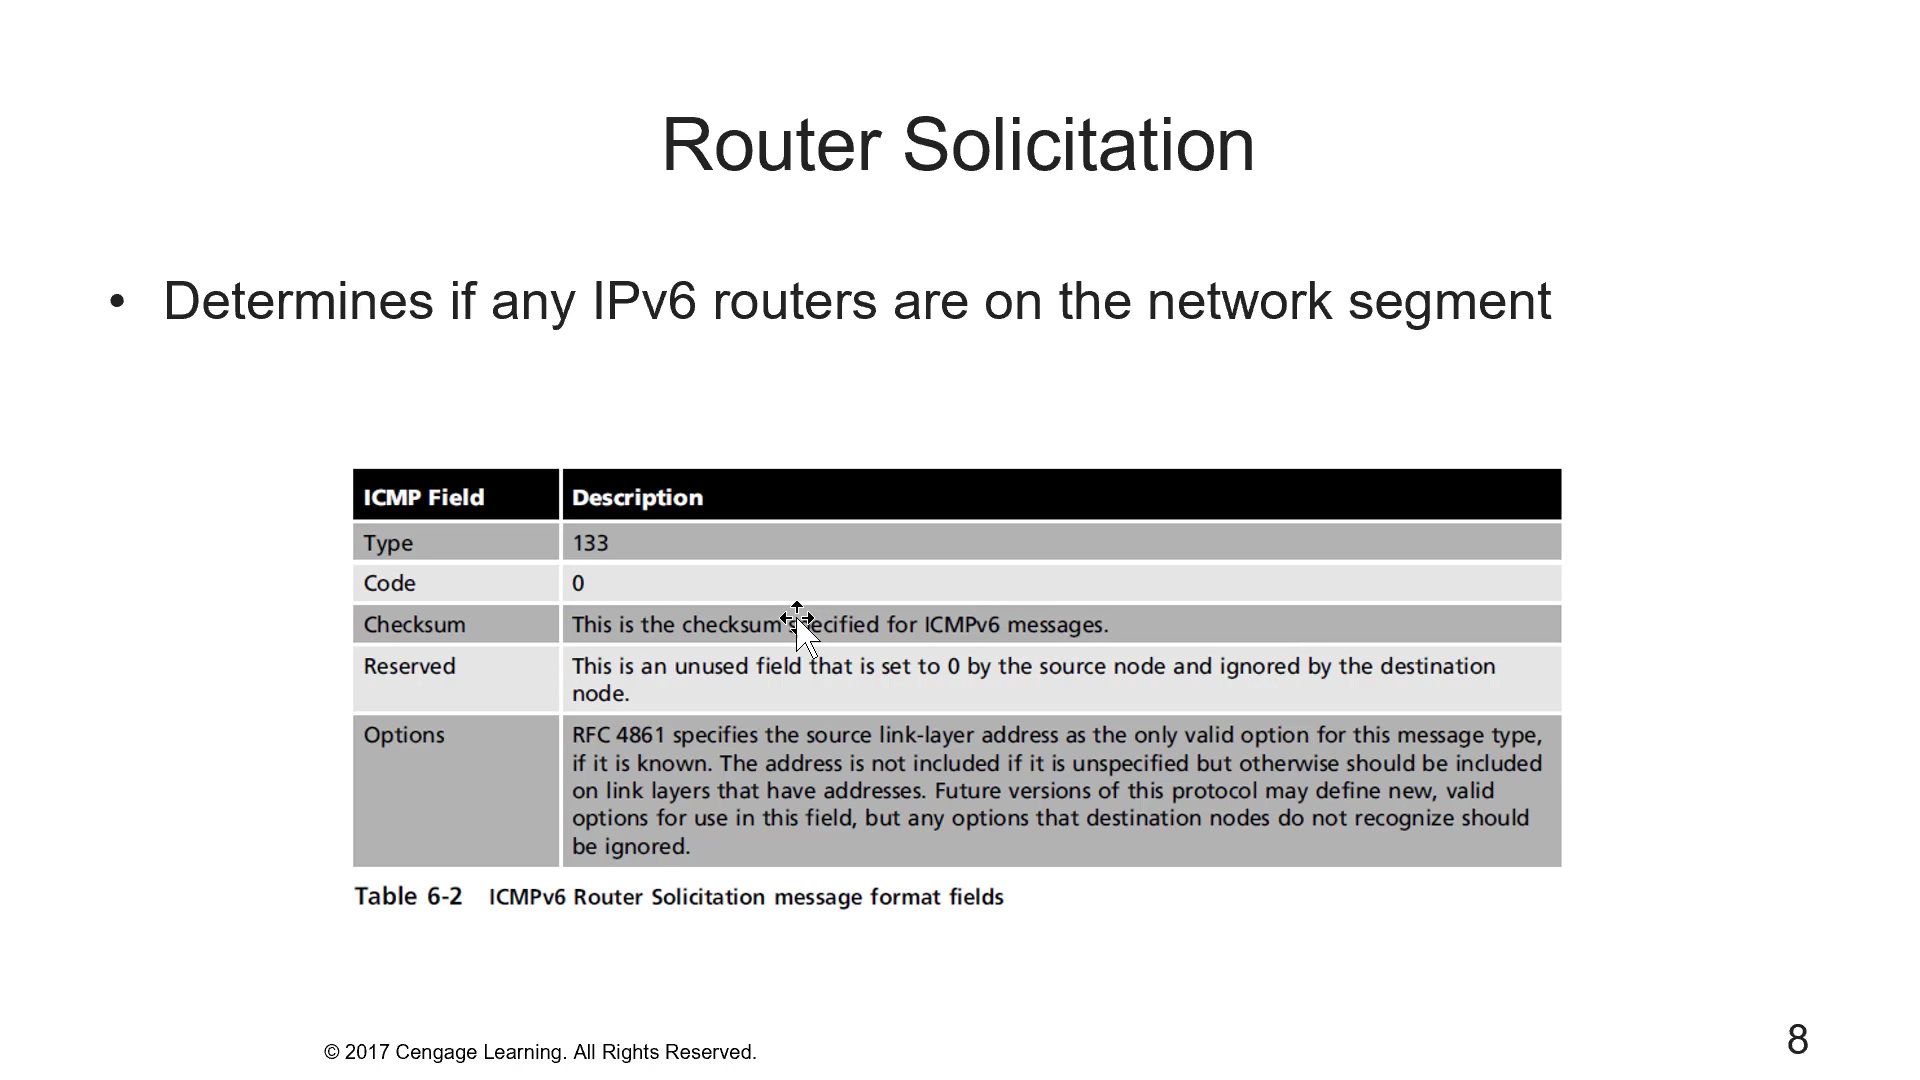 Router Solicitation
• Determines if any IPv6 routers are on the network segment
ICMP Field Description
Type 133
Code 0
Checksum This is the checksum specified for ICMPv6 messages.
Reserved This is an unused field that is set to 0 by the source node and ignored by the destination
node.
Options RFC 4861 specifies the source link-layer address as the only valid option for this message type,
if it is known. The address is not included if it is unspecified but otherwise should be included
on link layers that have addresses. Future versions of this protocol may define new, valid
options for use in this field, but any options that destination nodes do not recognize should
be ignored.
Table 6-2 ICMPv6 Router Solicitation message format fields
© 2017 Cengage Learning. All Rights Reserved.
8